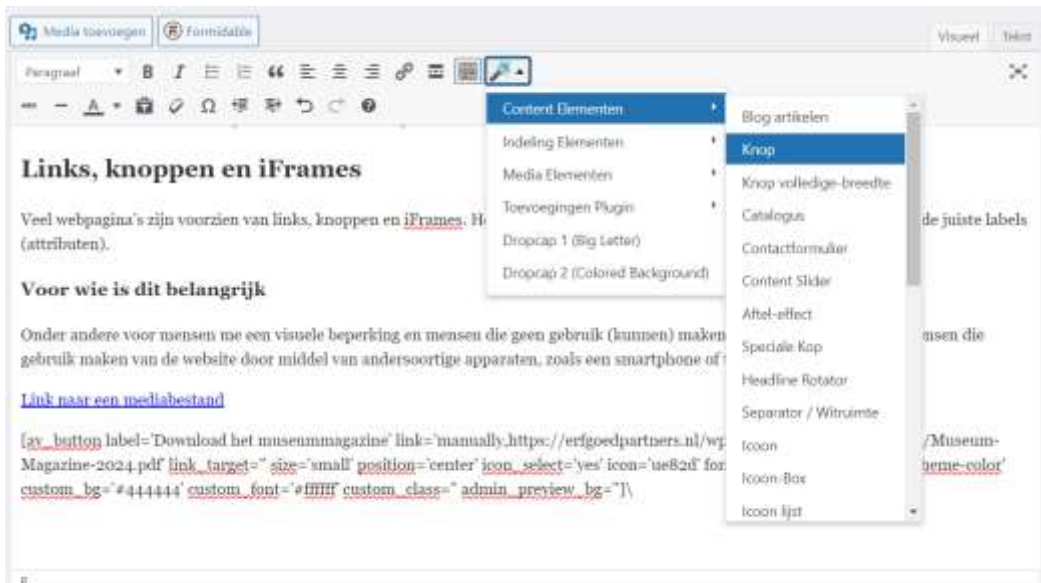 Media toevoegen
Formidable
Visueel
Tekst
Paragraaf
Content Elementen
Indeling Elementen
Media Elementen
Toevoegingen Plugin
Dropcap 1 (Big Letter)
Dropcap 2 (Colored Background)
Blog artikelen
Knop
Knop volledige-breedte
Catalogus
Contactformulier
Content Slider
Aftel-effect
Speciale Kop
Headline Rotator
Separator / Witruimte
Icoon
Icoon-Box
Icoon lijst
Links, knoppen en iFrames
Veel webpagina's zijn voorzien van links, knoppen en iFrames. H de juiste labels
(attributen).
Voor wie is dit belangrijk
Onder andere voor mensen me een visuele beperking en mensen die geen gebruik (kunnen) maken nsen die
gebruik maken van de website door middel van andersoortige apparaten, zoals een smartphone of
Link naar een mediabestand
[av_button label='Download het museummagazine' link='manually,https://erfgoedpartners.nl/wp /Museum-
Magazine-2024.pdf' link_target='' size='small' position='center' icon_select='yes' icon='ue82d' for heme-color'
custom_bg='#444444' custom_font='#ffffff' custom_class='' admin_preview_bg='']\